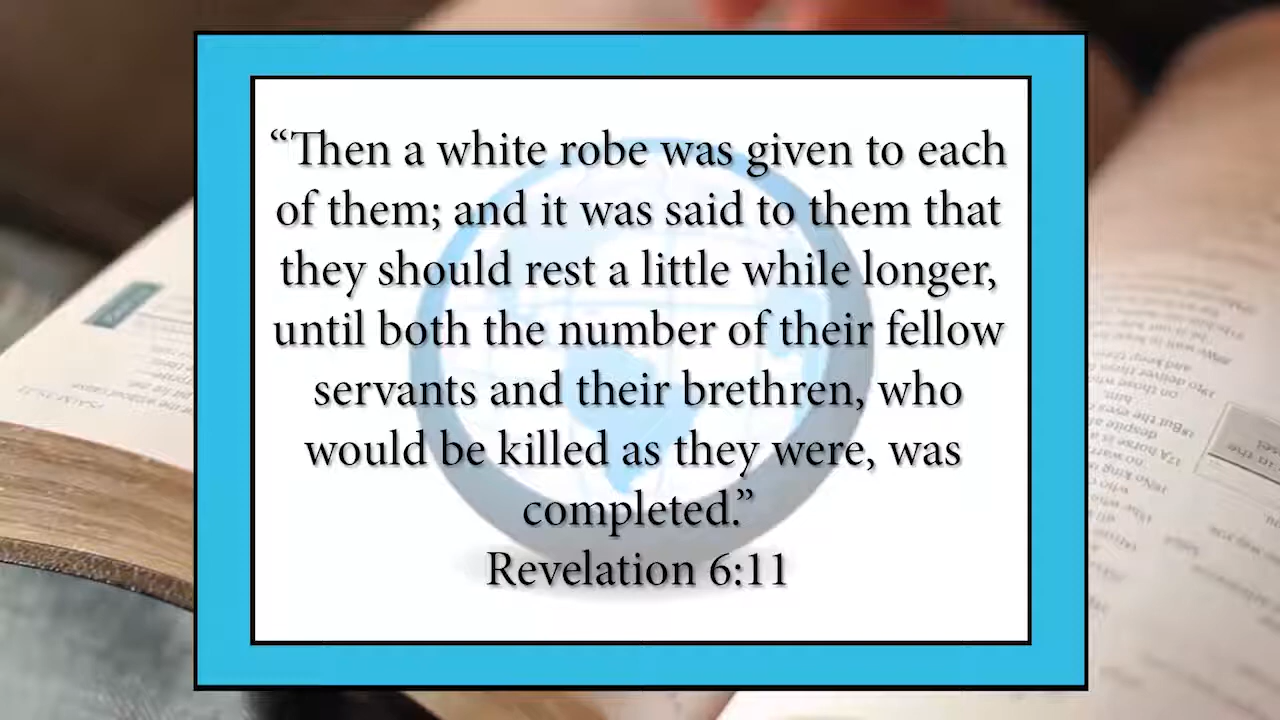 “Then a white robe was given to each
of them; and it was said to them that
they should rest a little while longer,
until both the number of their fellow
servants and their brethren, who
would be killed as they were, was
completed.”
Revelation 6:11